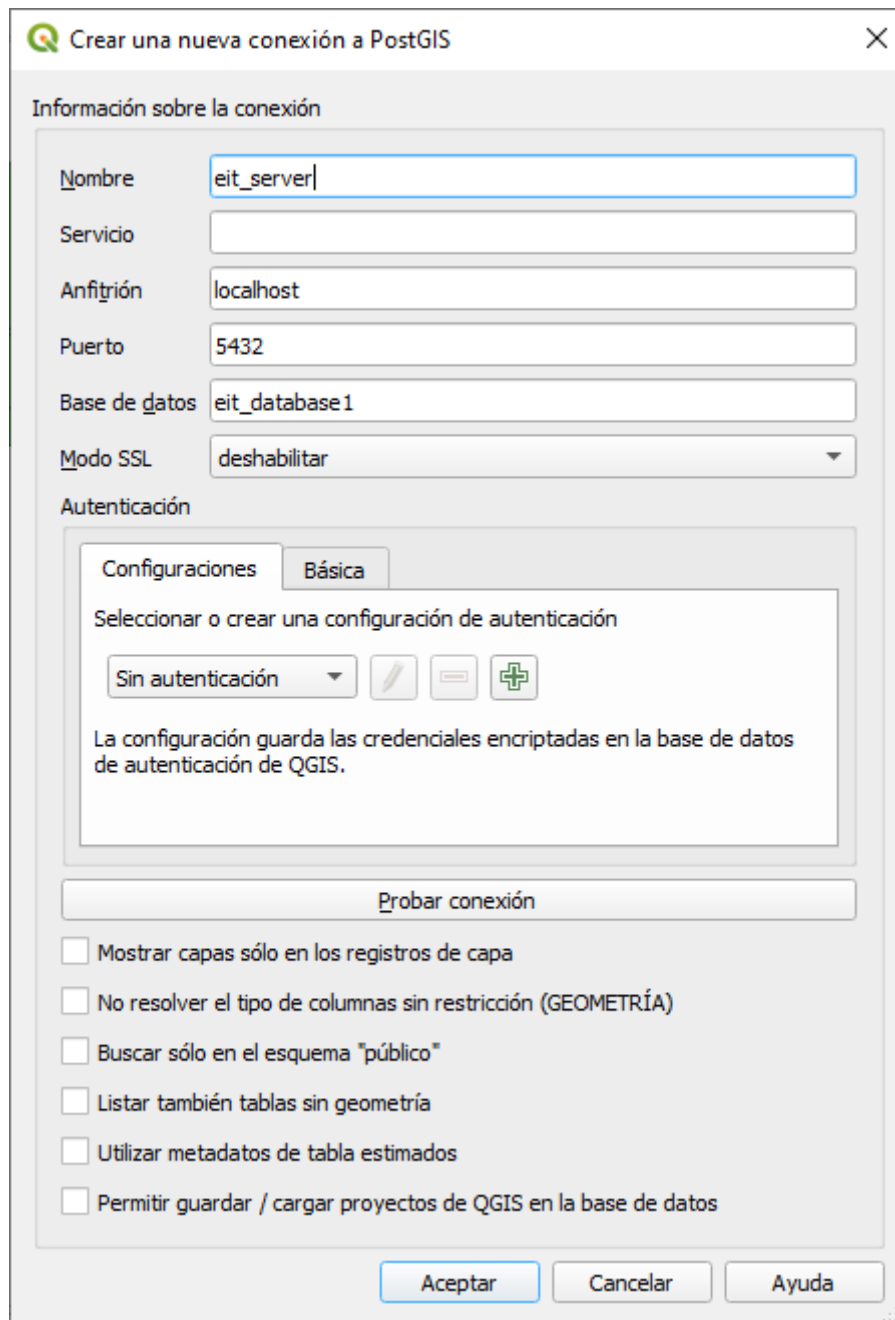 Crear una nueva conexión a PostGIS
Información sobre la conexión
Nombre eit_server
Servicio
Anfitrión localhost
Puerto 5432
Base de datos eit_database1
Modo SSL deshabilitar
Autenticación
Configuraciones Básica
Seleccionar o crear una configuración de autenticación
Sin autenticación
La configuración guarda las credenciales encriptadas en la base de datos
de autenticación de QGIS.
Probar conexión
Mostrar capas sólo en los registros de capa
No resolver el tipo de columnas sin restricción (GEOMETRÍA)
Buscar sólo en el esquema "público"
Listar también tablas sin geometría
Utilizar metadatos de tabla estimados
Permitir guardar / cargar proyectos de QGIS en la base de datos
Aceptar Cancelar Ayuda